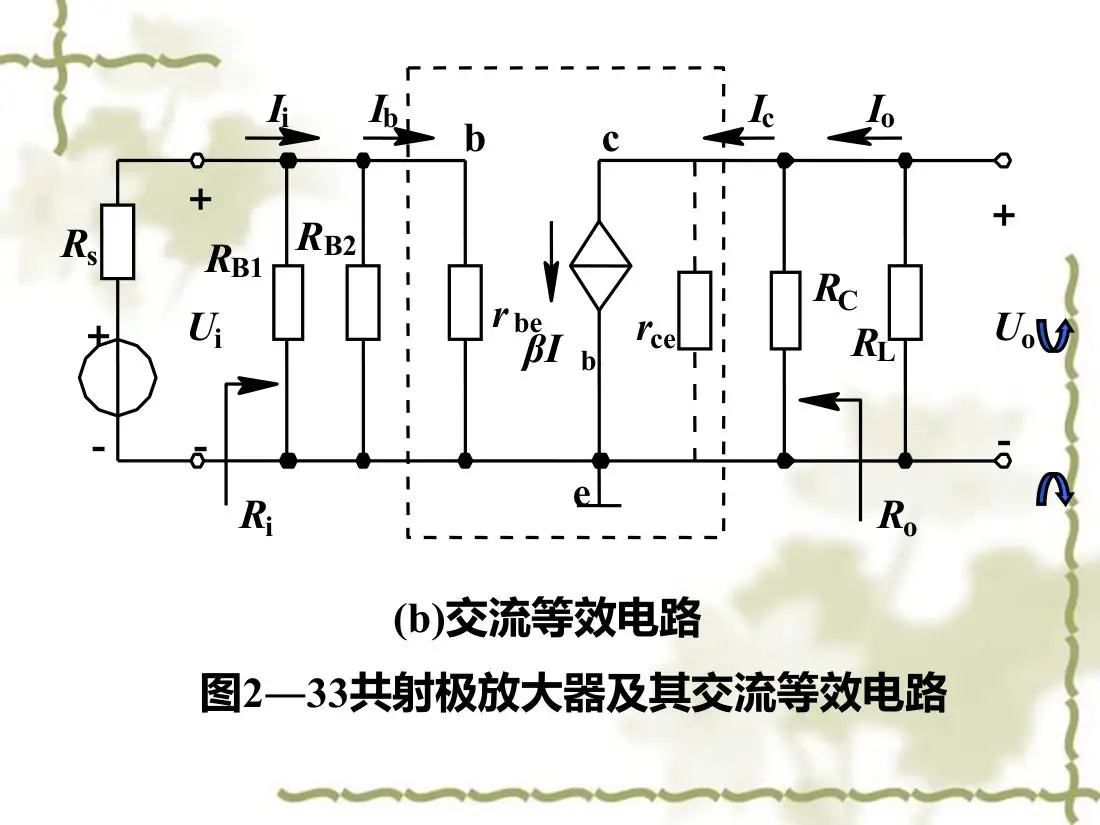 Ii Ib Ic Io
b c
+ +
Rs RB1 RB2 rbe βIb rce RC RL
+ Ui Uo
- - -
e
Ri Ro
(b)交流等效电路
图2—33共射极放大器及其交流等效电路